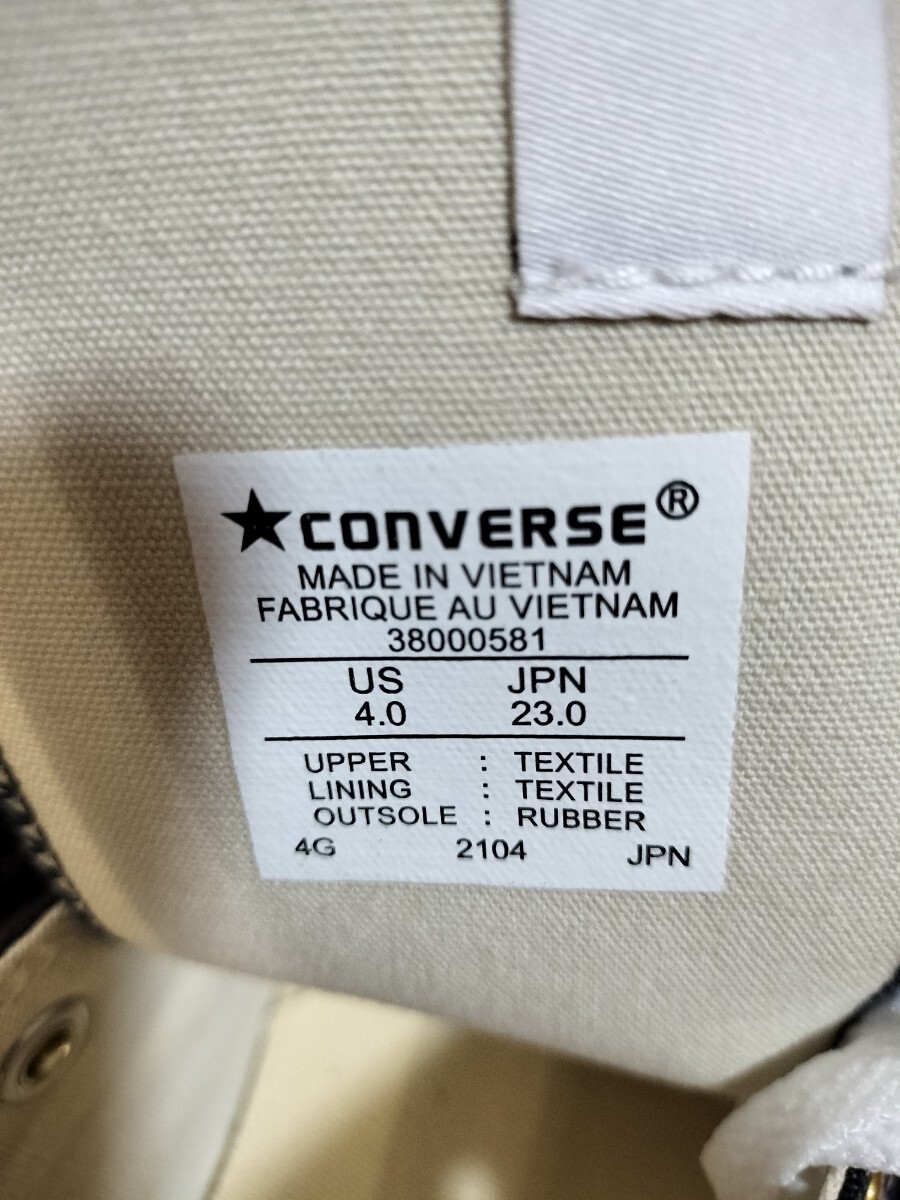 ★CONVERSE®
MADE IN VIETNAM
FABRIQUE AU VIETNAM
38000581
US JPN
4.0 23.0
UPPER : TEXTILE
LINING : TEXTILE
OUTSOLE : RUBBER
4G 2104 JPN